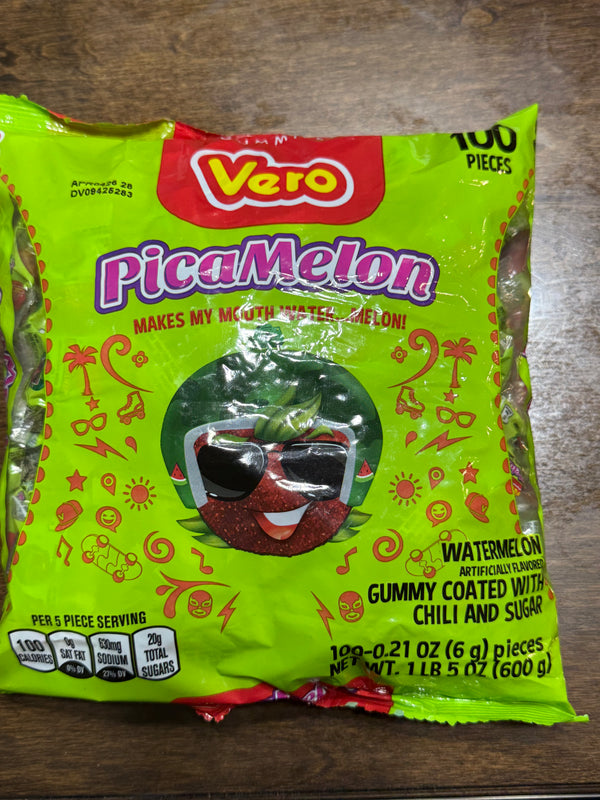 100
PIECES
DV09425283
Vero
PicaMelon
MAKES MY MOUTH WATER...MELON!
WATERMELON
ARTIFICIALLY FLAVORED
GUMMY COATED WITH
CHILI AND SUGAR
100-0.21 OZ (6 g) pieces
NET WT. 1 LB 5 OZ (600 g)
PER 5 PIECE SERVING
100
CALORIES
SAT FAT
0% DV
630mg
SODIUM
27% DV
20g
TOTAL
SUGARS